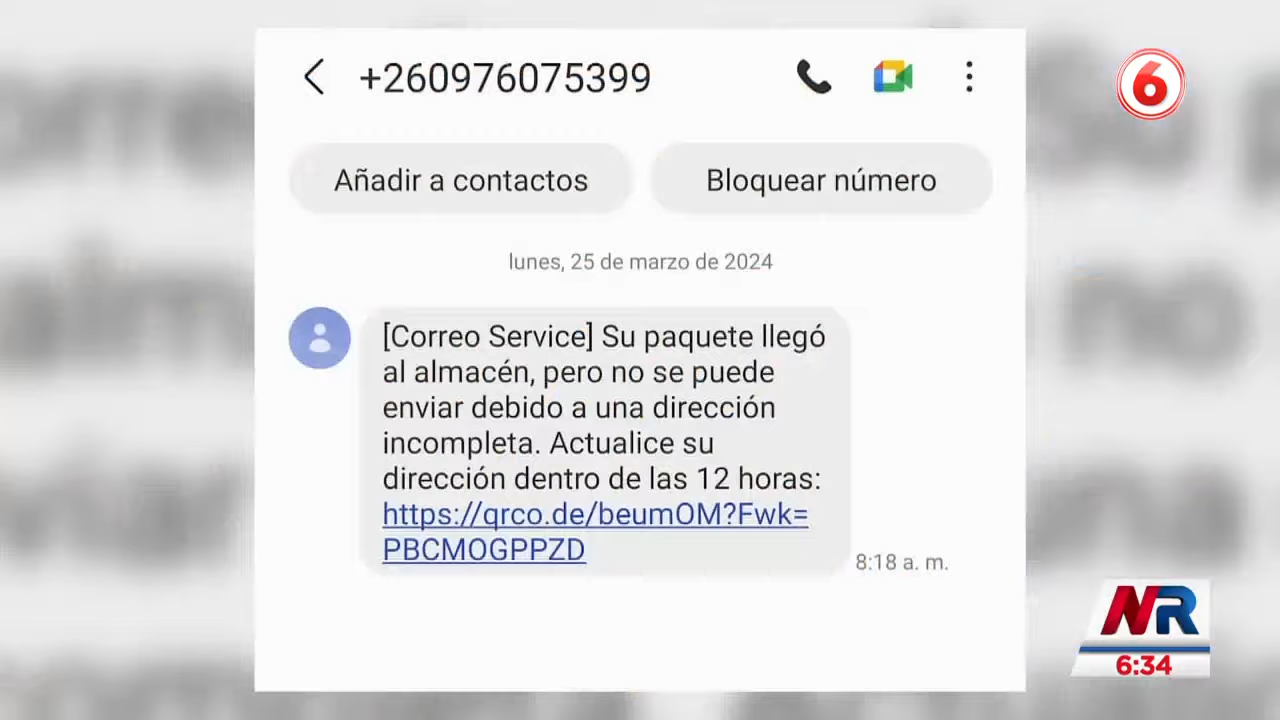 +260976075399
6
Añadir a contactos
Bloquear número
lunes, 25 de marzo de 2024
[Correo Service] Su paquete llegó
al almacén, pero no se puede
enviar debido a una dirección
incompleta. Actualice su
dirección dentro de las 12 horas:
https://qrco.de/beumOM?Fwk=
PBCMOGPPZD
8:18 a. m.
NR
6:34